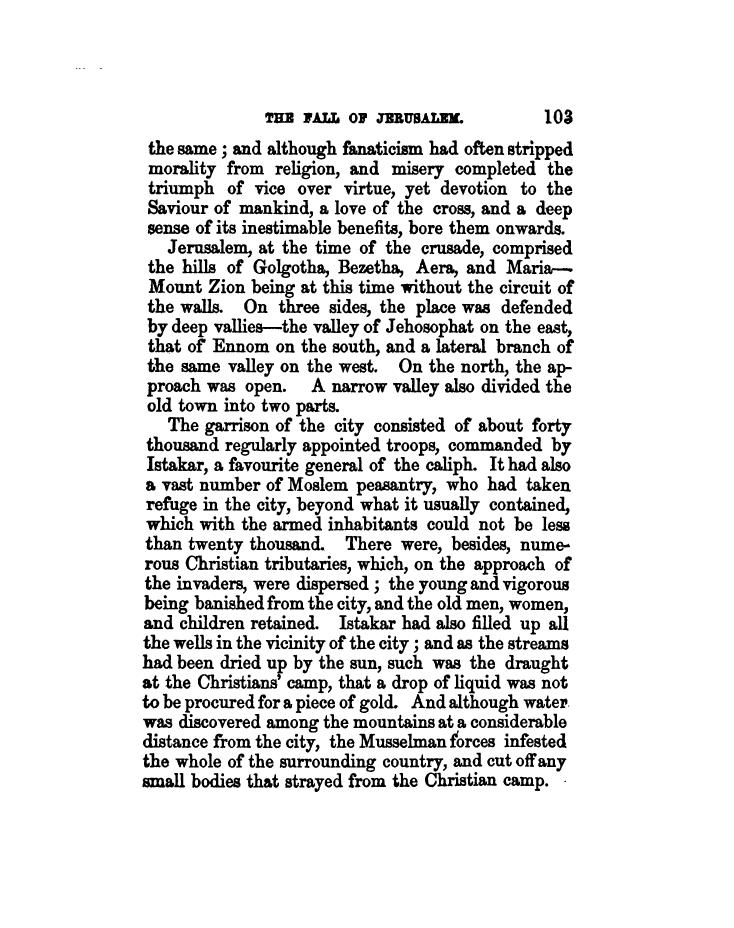 THE FALL OF JERUSALEM. 103
the same ; and although fanaticism had often stripped
morality from religion, and misery completed the
triumph of vice over virtue, yet devotion to the
Saviour of mankind, a love of the cross, and a deep
sense of its inestimable benefits, bore them onwards.
Jerusalem, at the time of the crusade, comprised
the hills of Golgotha, Bezetha, Aera, and Maria—
Mount Zion being at this time without the circuit of
the walls. On three sides, the place was defended
by deep vallies—the valley of Jehosophat on the east,
that of Ennom on the south, and a lateral branch of
the same valley on the west. On the north, the ap-
proach was open. A narrow valley also divided the
old town into two parts.
The garrison of the city consisted of about forty
thousand regularly appointed troops, commanded by
Istakar, a favourite general of the caliph. It had also
a vast number of Moslem peasantry, who had taken
refuge in the city, beyond what it usually contained,
which with the armed inhabitants could not be less
than twenty thousand. There were, besides, nume-
rous Christian tributaries, which, on the approach of
the invaders, were dispersed ; the young and vigorous
being banished from the city, and the old men, women,
and children retained. Istakar had also filled up all
the wells in the vicinity of the city ; and as the streams
had been dried up by the sun, such was the draught
at the Christians' camp, that a drop of liquid was not
to be procured for a piece of gold. And although water
was discovered among the mountains at a considerable
distance from the city, the Musselman forces infested
the whole of the surrounding country, and cut off any
small bodies that strayed from the Christian camp.